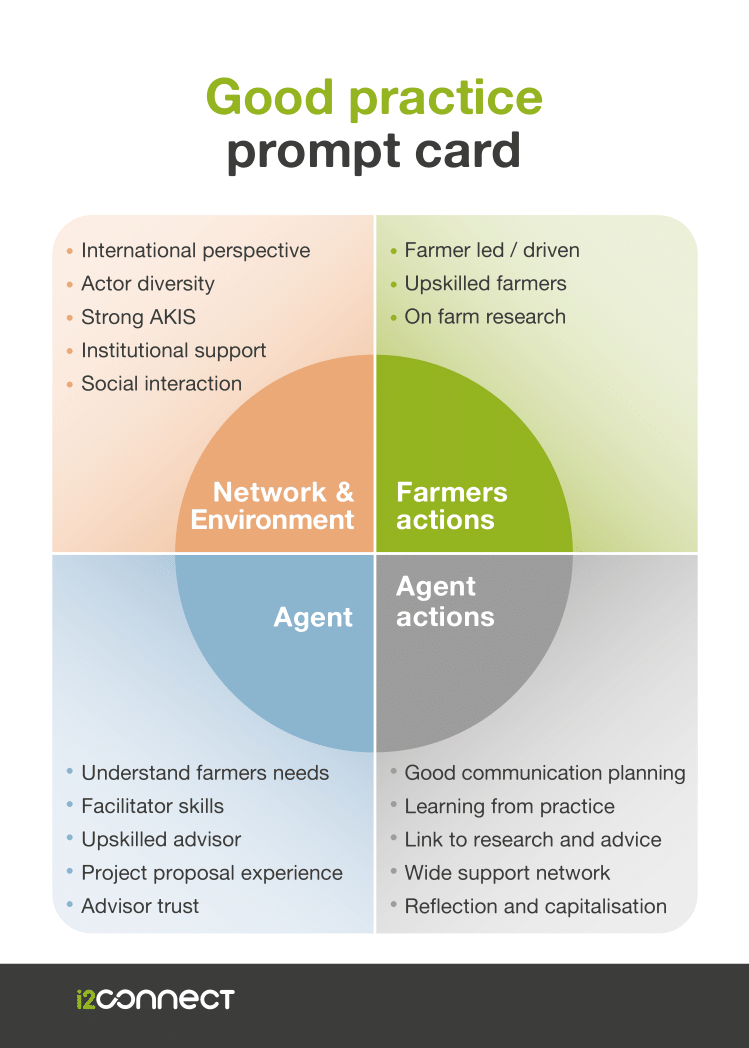 Good practice
prompt card
• International perspective
• Actor diversity
• Strong AKIS
• Institutional support
• Social interaction
Network &
Environment
• Farmer led / driven
• Upskilled farmers
• On farm research
Farmers
actions
Agent
• Understand farmers needs
• Facilitator skills
• Upskilled advisor
• Project proposal experience
• Advisor trust
Agent
actions
• Good communication planning
• Learning from practice
• Link to research and advice
• Wide support network
• Reflection and capitalisation
i2connect